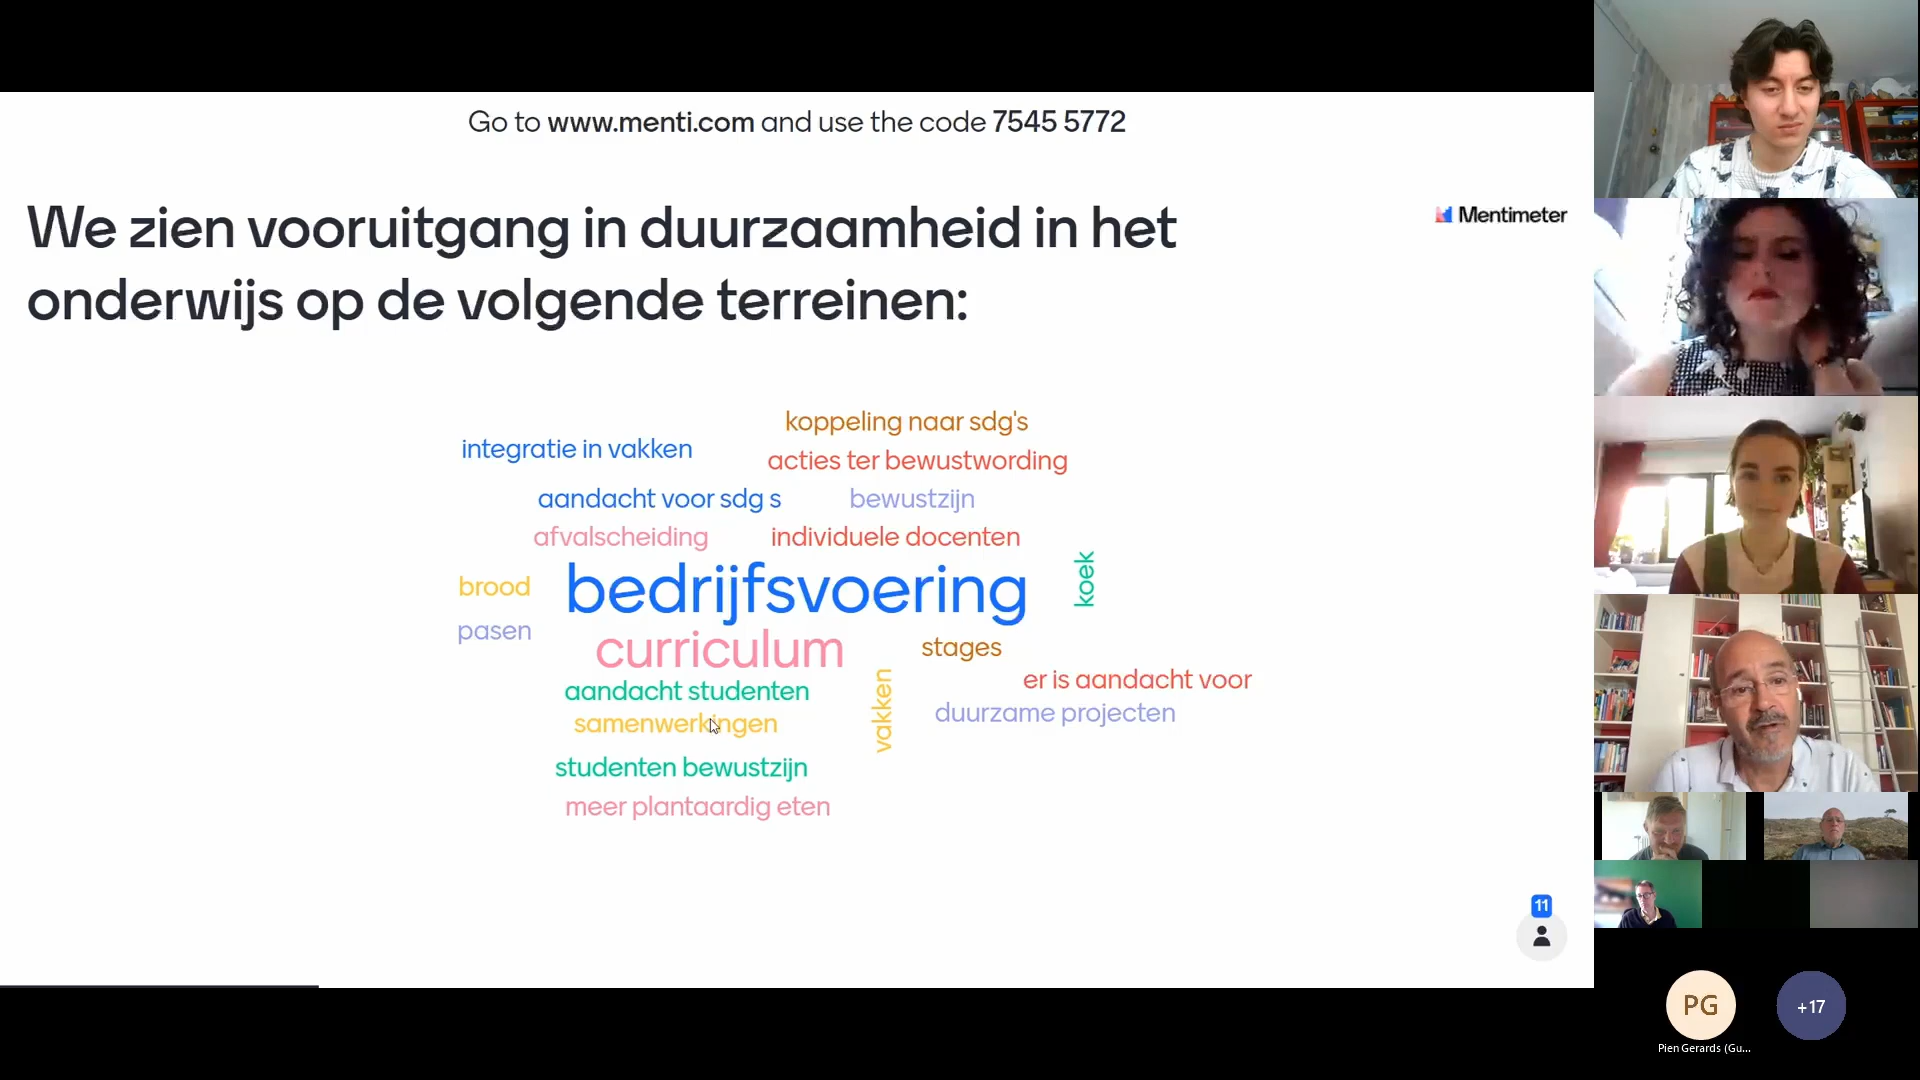 Go to www.menti.com and use the code 7545 5772
We zien vooruitgang in duurzaamheid in het
onderwijs op de volgende terreinen:
Mentimeter
koppeling naar sdg's
integratie in vakken
acties ter bewustwording
aandacht voor sdg s
bewustzijn
afvalscheiding
individuele docenten
koek
brood
bedrijfsvoering
pasen
curriculum
stages
er is aandacht voor
aandacht studenten
vakken
duurzame projecten
samenwerkingen
studenten bewustzijn
meer plantaardig eten
11
PG
+17
Pien Gerards (Gu...